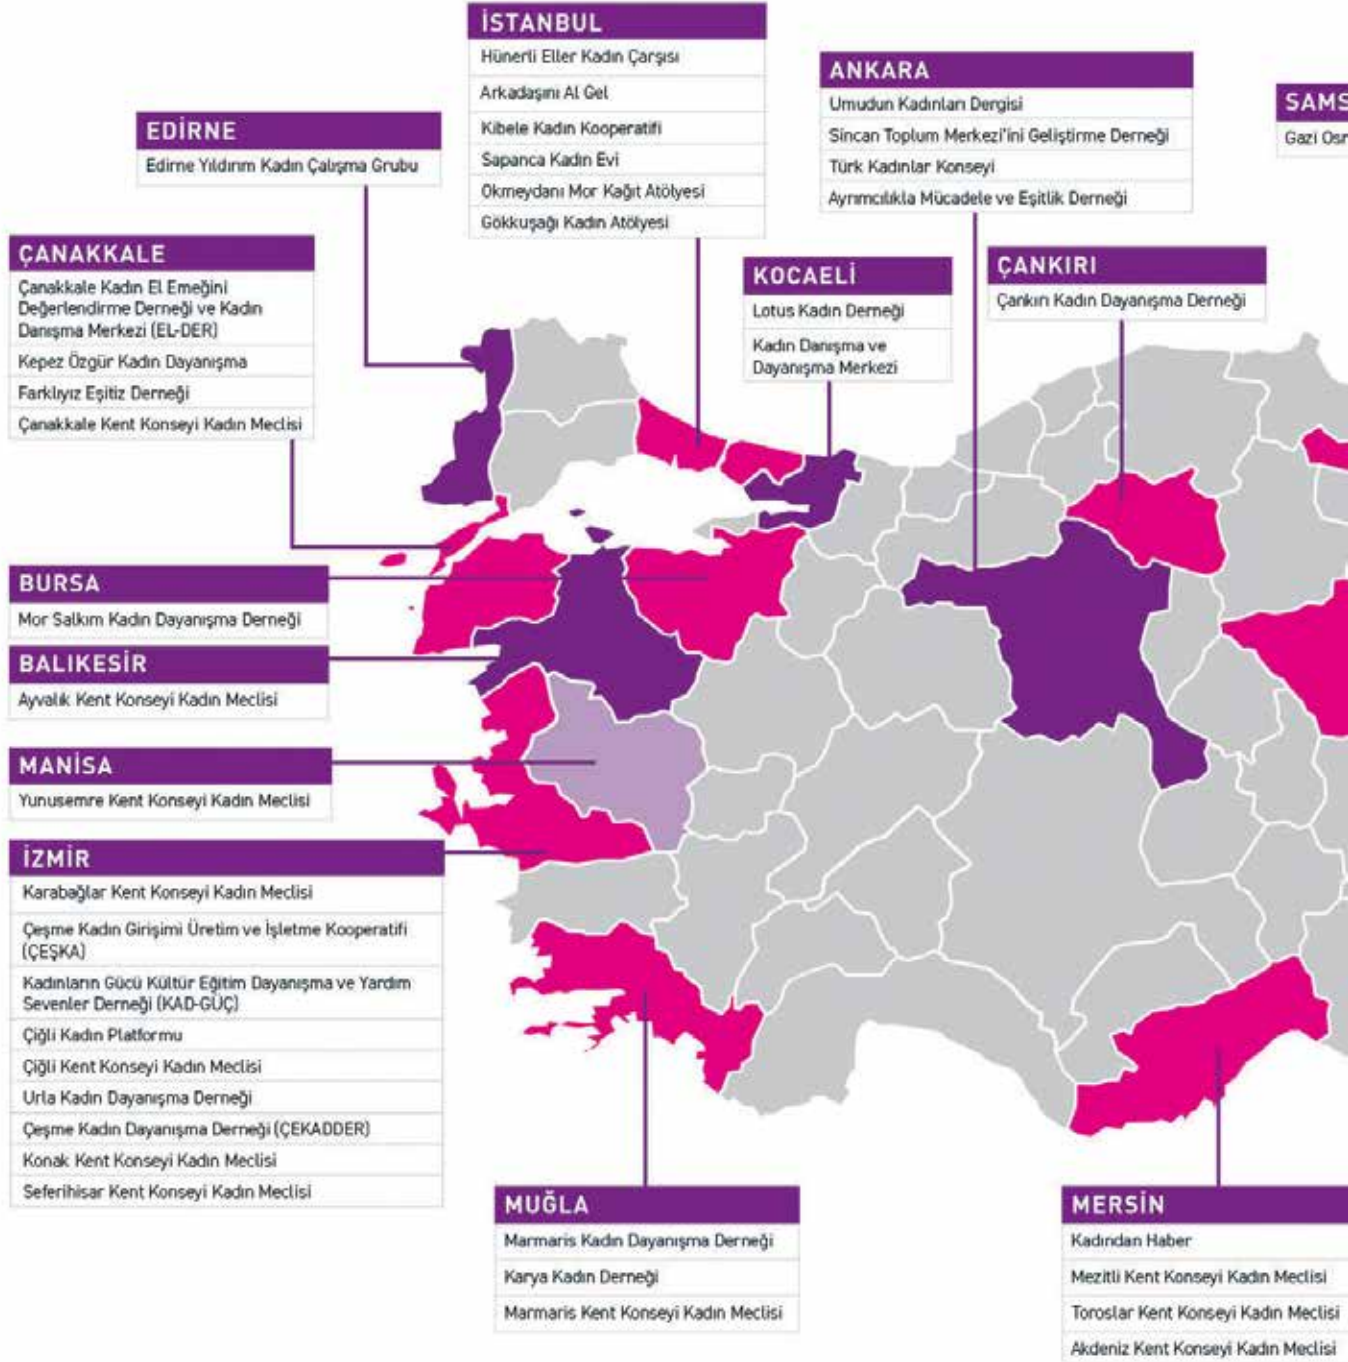 İSTANBUL
Hünerli Eller Kadın Çarşısı
Arkadaşını Al Gel
Kibele Kadın Kooperatifi
Sapanca Kadın Evi
Okmeydanı Mor Kağıt Atölyesi
Gökkuşağı Kadın Atölyesi
ANKARA
Umudun Kadınları Dergisi
Sincan Toplum Merkezi'ini Geliştirme Derneği
Türk Kadınlar Konseyi
Ayrımcılıkla Mücadele ve Eşitlik Derneği
SAMS
Gazi Osm
EDİRNE
Edirne Yıldırım Kadın Çalışma Grubu
ÇANAKKALE
Çanakkale Kadın El Emeğini
Değerlendirme Derneği ve Kadın
Danışma Merkezi (EL-DER)
Kepez Özgür Kadın Dayanışma
Farklıyız Eşitiz Derneği
Çanakkale Kent Konseyi Kadın Meclisi
KOCAELİ
Lotus Kadın Derneği
Kadın Danışma ve
Dayanışma Merkezi
ÇANKIRI
Çankırı Kadın Dayanışma Derneği
BURSA
Mor Salkım Kadın Dayanışma Derneği
BALIKESİR
Ayvalık Kent Konseyi Kadın Meclisi
MANİSA
Yunusemre Kent Konseyi Kadın Meclisi
İZMİR
Karabağlar Kent Konseyi Kadın Meclisi
Çeşme Kadın Girişimi Üretim ve İşletme Kooperatifi
(ÇEŞKA)
Kadınların Gücü Kültür Eğitim Dayanışma ve Yardım
Sevenler Derneği (KAD-GÜÇ)
Çiğli Kadın Platformu
Çiğli Kent Konseyi Kadın Meclisi
Urla Kadın Dayanışma Derneği
Çeşme Kadın Dayanışma Derneği (ÇEKADDER)
Konak Kent Konseyi Kadın Meclisi
Seferihisar Kent Konseyi Kadın Meclisi
MUĞLA
Marmaris Kadın Dayanışma Derneği
Karya Kadın Derneği
Marmaris Kent Konseyi Kadın Meclisi
MERSİN
Kadından Haber
Mezitli Kent Konseyi Kadın Meclisi
Toroslar Kent Konseyi Kadın Meclisi
Akdeniz Kent Konseyi Kadın Meclisi